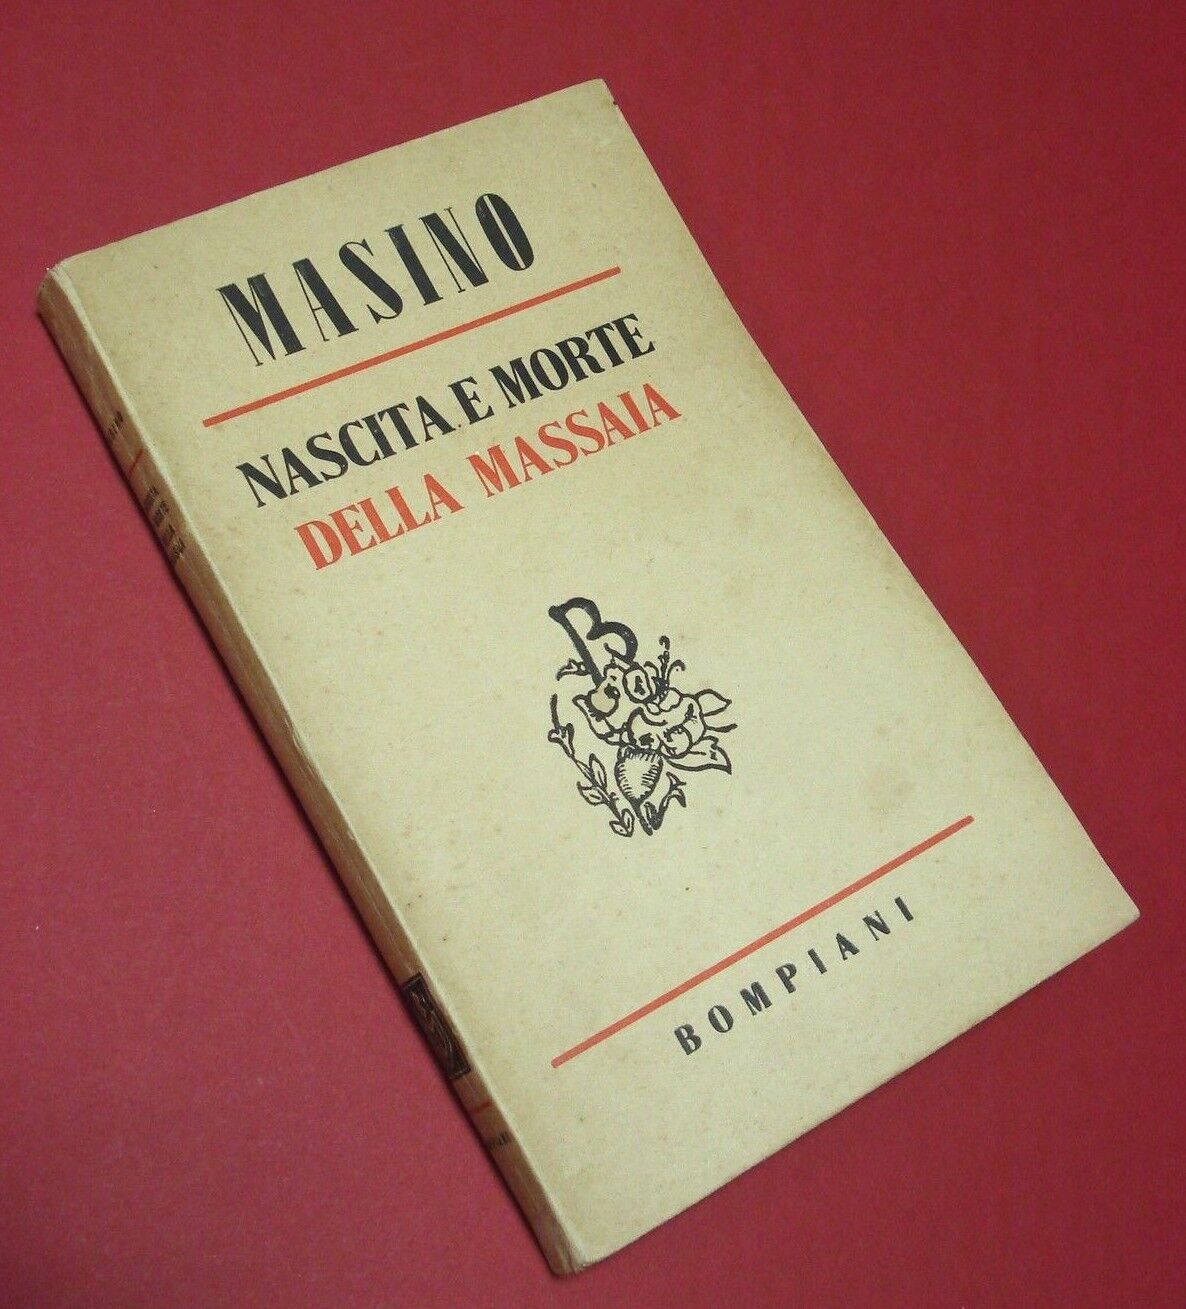 MASINO
NASCITA E MORTE
DELLA MASSAIA
B
BOMPIANI